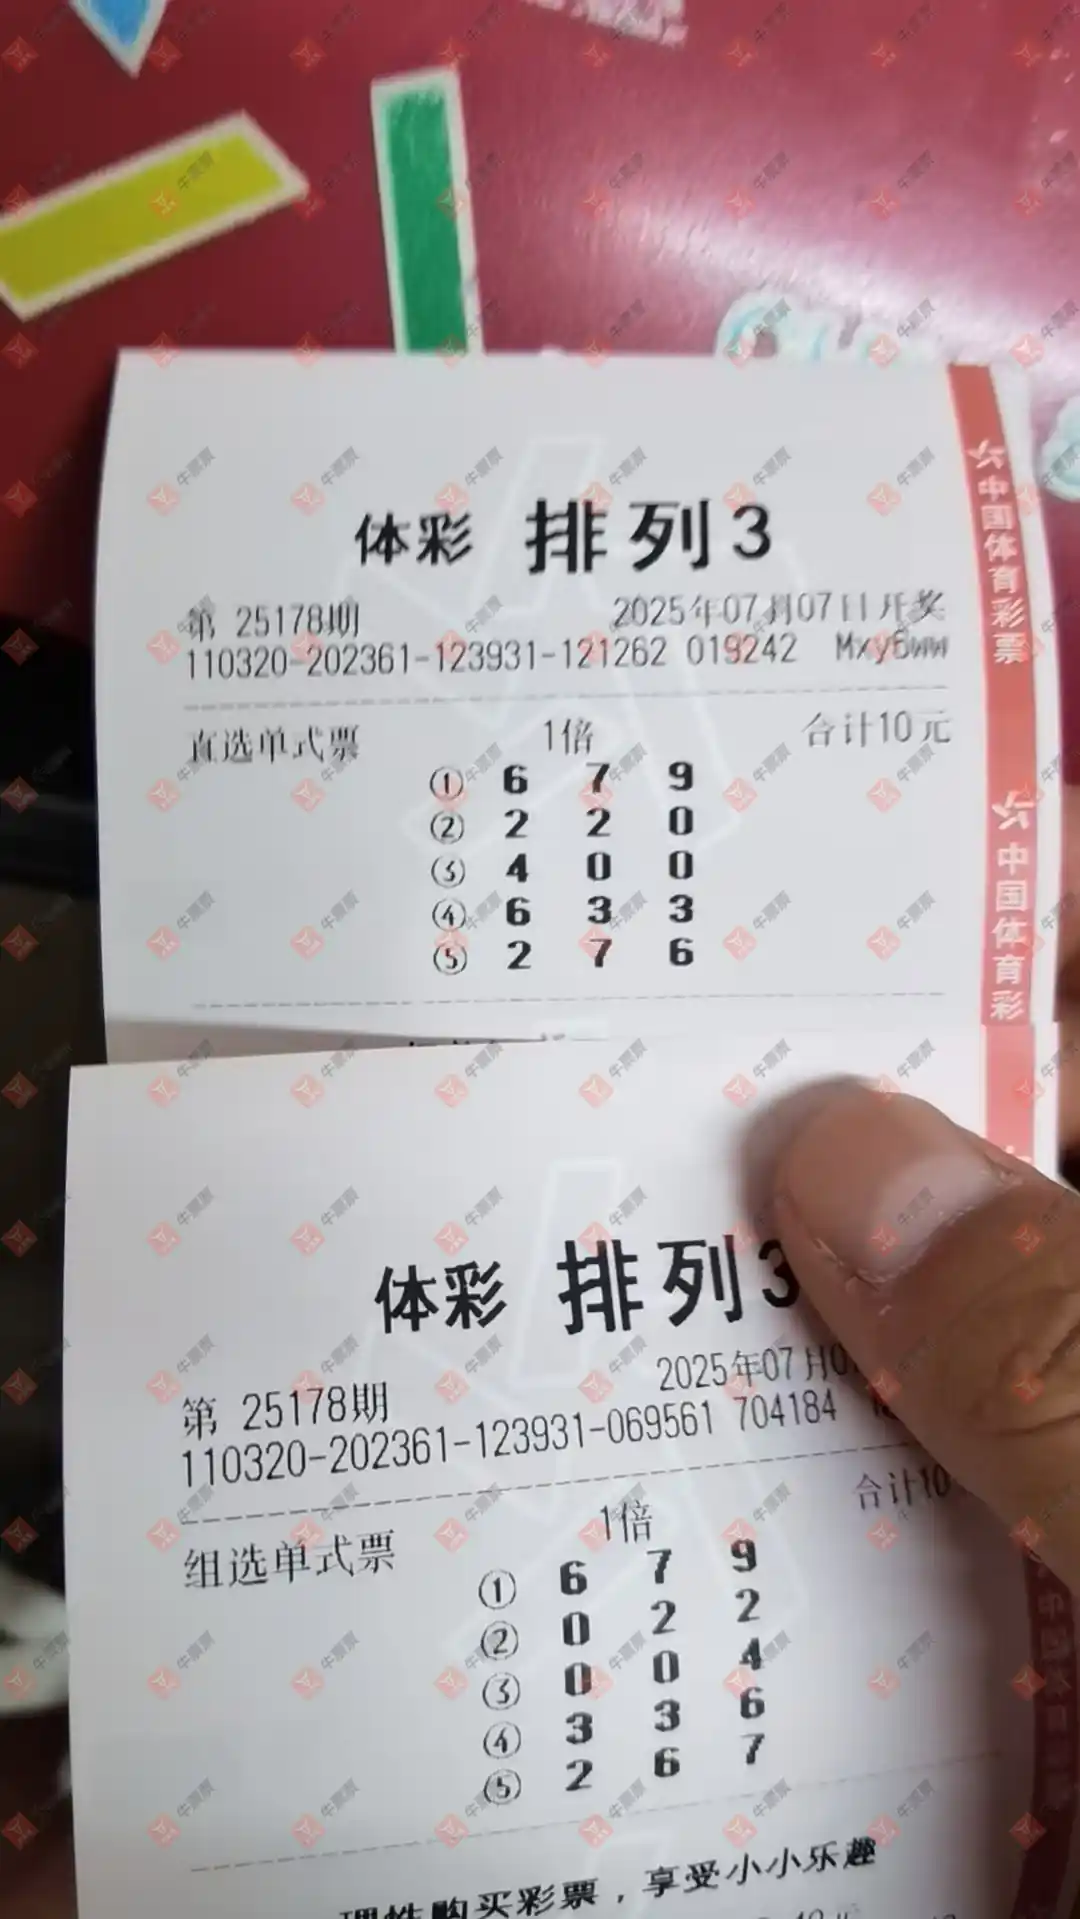 体彩 排列3
第 25178期 2025年07月07日开奖
110320-202361-123931-121262 019242 Mxy6ww
直选单式票 1倍 合计10元
① 6 7 9
② 2 2 0
③ 4 0 0
④ 6 3 3
⑤ 2 7 6
中国体育彩票
中国体育彩
体彩 排列3
第 25178期 2025年07月0
110320-202361-123931-069561 704184
组选单式票 1倍 合计10
① 6 7 9
② 0 2 2
③ 0 0 4
④ 3 3 6
⑤ 2 6 7
理性购买彩票，享受小小乐趣
牛票票